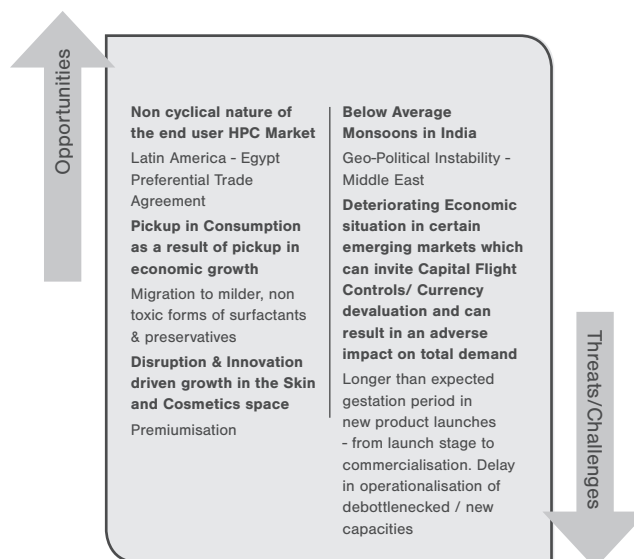 Opportunities
Non cyclical nature of
the end user HPC Market
Latin America - Egypt
Preferential Trade
Agreement
Pickup in Consumption
as a result of pickup in
economic growth
Migration to milder, non
toxic forms of surfactants
& preservatives
Disruption & Innovation
driven growth in the Skin
and Cosmetics space
Premiumisation
Below Average
Monsoons in India
Geo-Political Instability -
Middle East
Deteriorating Economic
situation in certain
emerging markets which
can invite Capital Flight
Controls/ Currency
devaluation and can
result in an adverse
impact on total demand
Longer than expected
gestation period in
new product launches
- from launch stage to
commercialisation. Delay
in operationalisation of
debottlenecked / new
capacities
Threats/Challenges